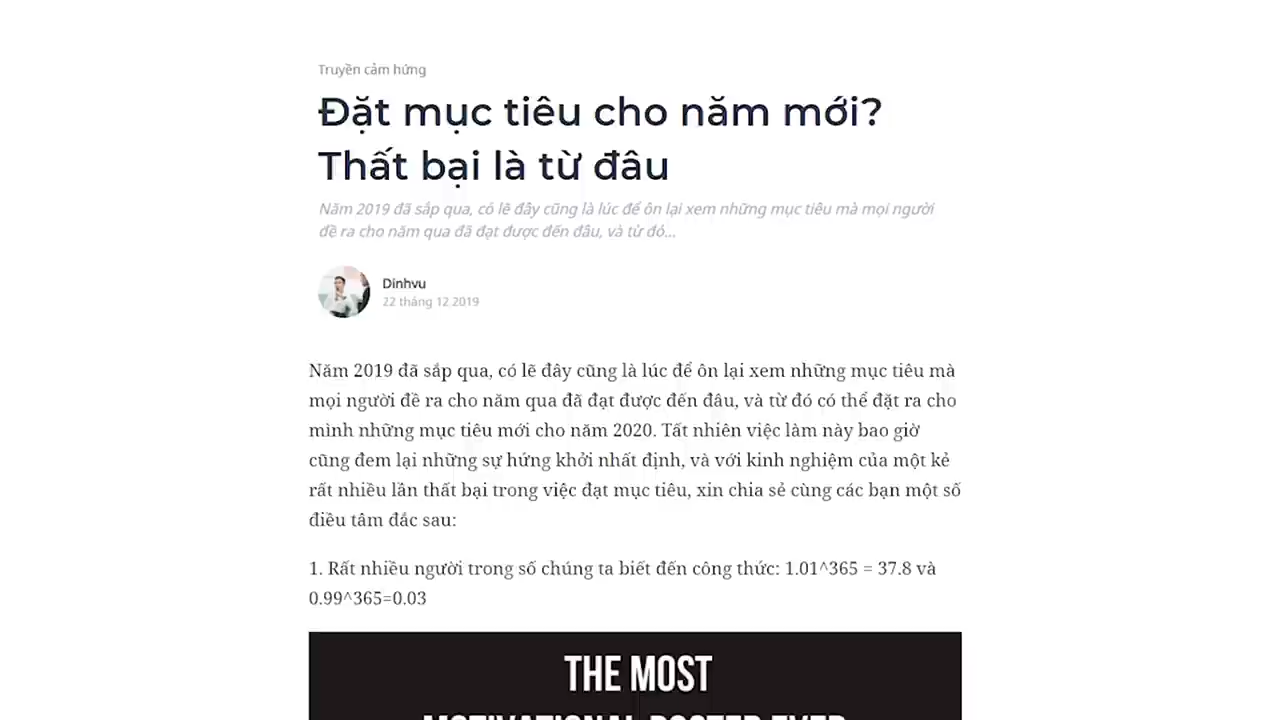 Truyền cảm hứng
Đặt mục tiêu cho năm mới?
Thất bại là từ đâu
Năm 2019 đã sắp qua, có lẽ đây cũng là lúc để ôn lại xem những mục tiêu mà mọi người
đề ra cho năm qua đã đạt được đến đâu, và từ đó...
Dinhvu
22 tháng 12 2019
Năm 2019 đã sắp qua, có lẽ đây cũng là lúc để ôn lại xem những mục tiêu mà
mọi người đề ra cho năm qua đã đạt được đến đâu, và từ đó có thể đặt ra cho
mình những mục tiêu mới cho năm 2020. Tất nhiên việc làm này bao giờ
cũng đem lại những sự hứng khởi nhất định, và với kinh nghiệm của một kẻ
rất nhiều lần thất bại trong việc đạt mục tiêu, xin chia sẻ cùng các bạn một số
điều tâm đắc sau:
1. Rất nhiều người trong số chúng ta biết đến công thức: 1.01^365 = 37.8 và
0.99^365=0.03
THE MOST
MOTIVATIONAL POSTER EVER